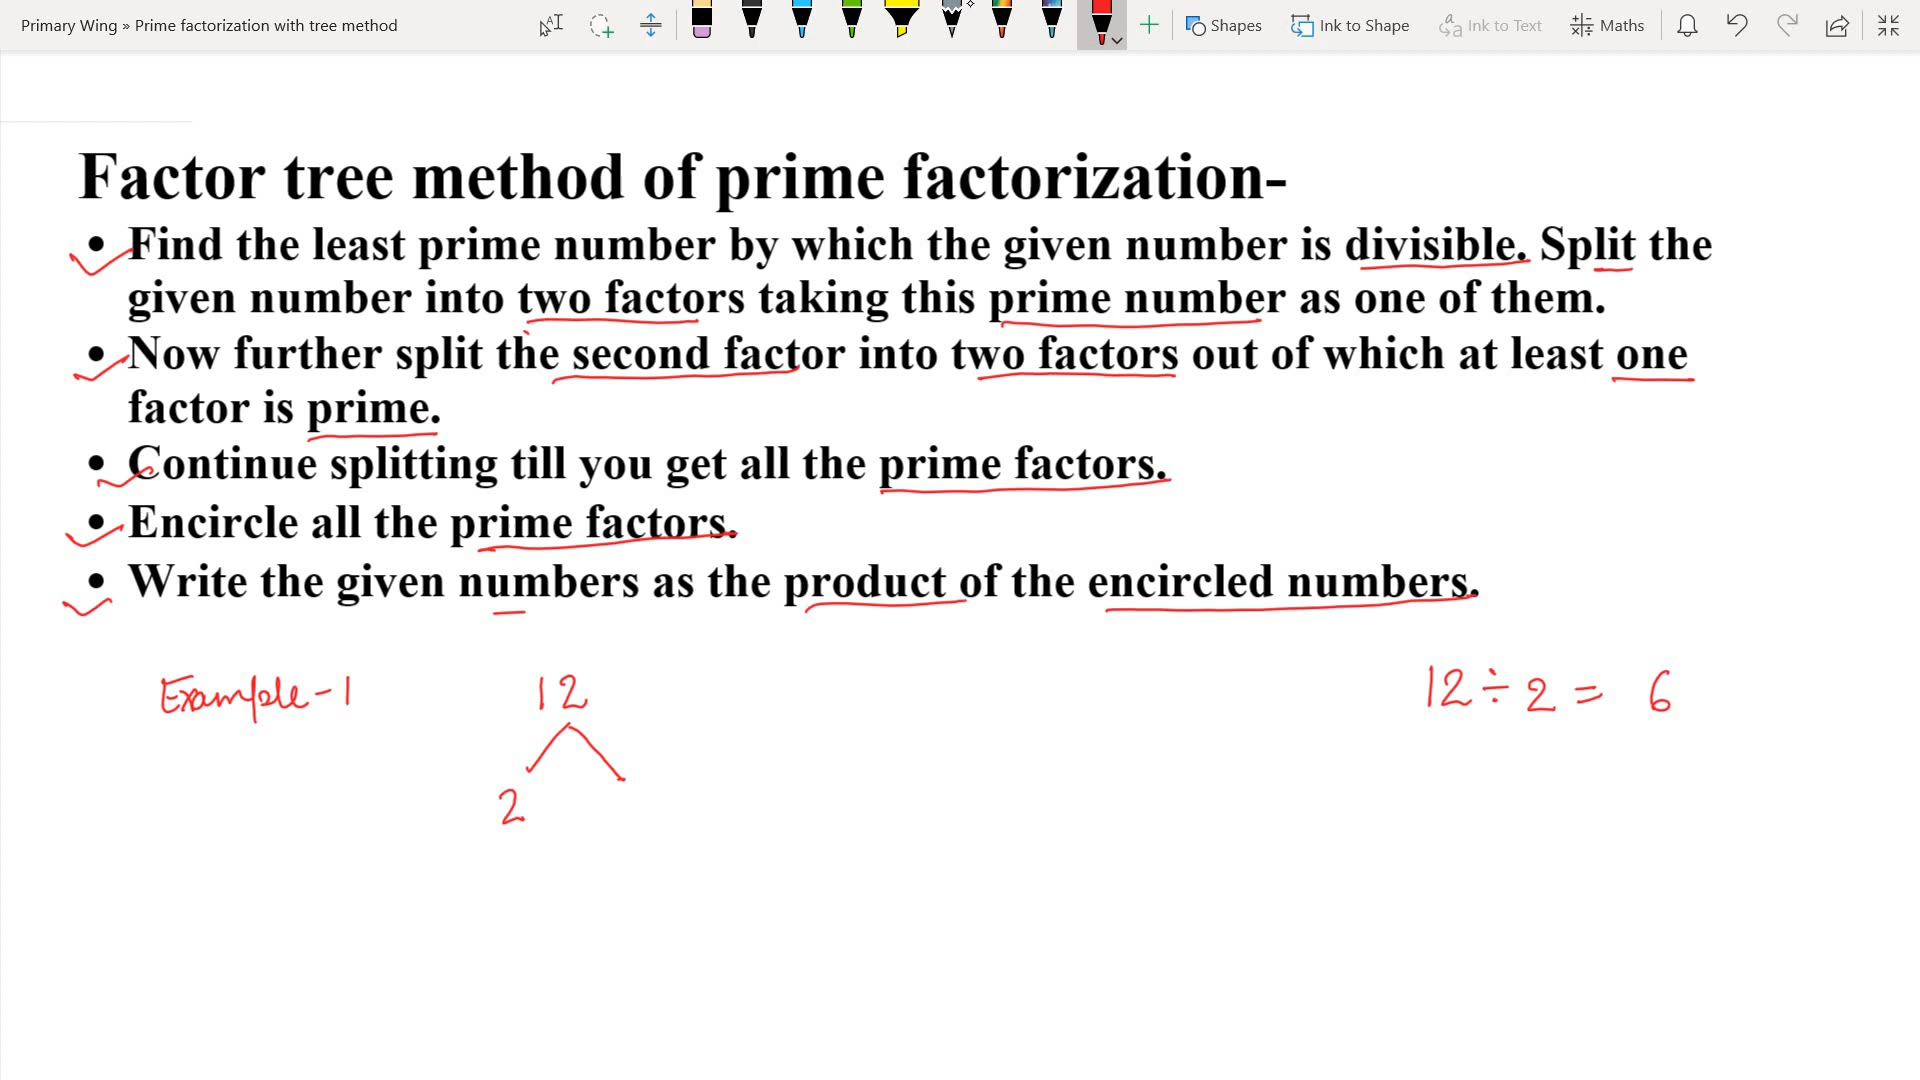 Primary Wing » Prime factorization with tree method
Shapes
Ink to Shape
Ink to Text
Maths
Factor tree method of prime factorization-
• Find the least prime number by which the given number is divisible. Split the
given number into two factors taking this prime number as one of them.
• Now further split the second factor into two factors out of which at least one
factor is prime.
• Continue splitting till you get all the prime factors.
• Encircle all the prime factors.
• Write the given numbers as the product of the encircled numbers.
Example-1 12 12÷2= 6
2